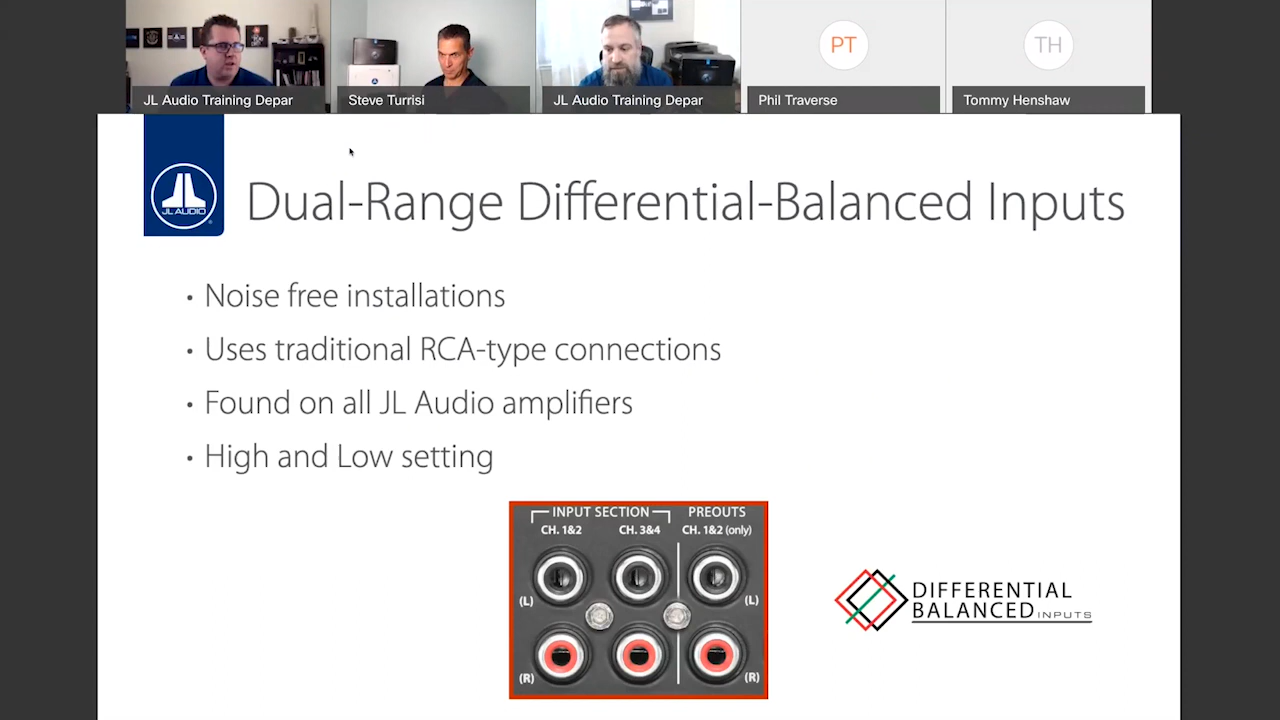 JL Audio Training Depar
Steve Turrisi
JL Audio Training Depar
PT
Phil Traverse
TH
Tommy Henshaw
JL AUDIO
Dual-Range Differential-Balanced Inputs
• Noise free installations
• Uses traditional RCA-type connections
• Found on all JL Audio amplifiers
• High and Low setting
INPUT SECTION PREOUTS
CH. 1&2 CH. 3&4 CH. 1&2 (only)
(L) (L)
(R) (R)
DIFFERENTIAL
BALANCED INPUTS